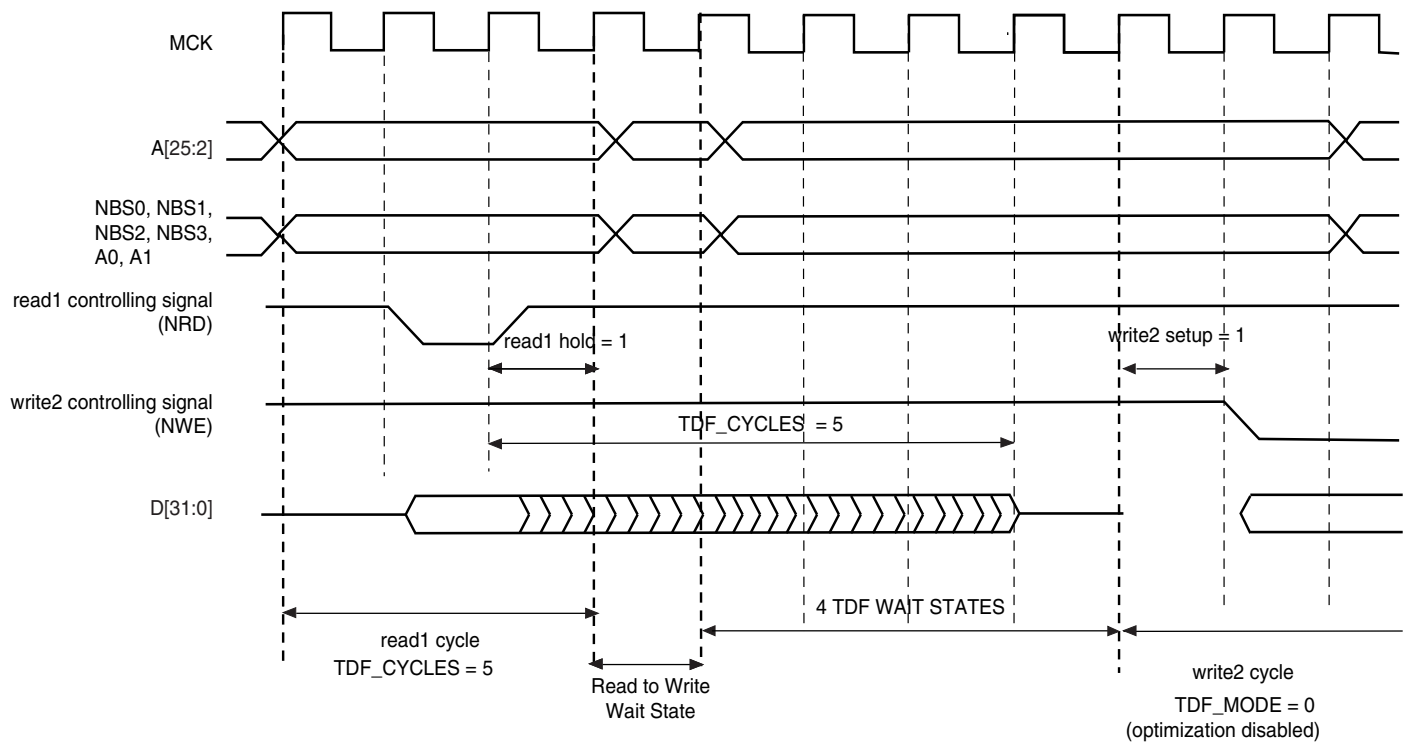 MCK
A[25:2]
NBS0, NBS1,
NBS2, NBS3,
A0, A1
read1 controlling signal
(NRD)
read1 hold = 1
write2 setup = 1
write2 controlling signal
(NWE)
TDF_CYCLES = 5
D[31:0]
4 TDF WAIT STATES
read1 cycle
TDF_CYCLES = 5
Read to Write
Wait State
write2 cycle
TDF_MODE = 0
(optimization disabled)